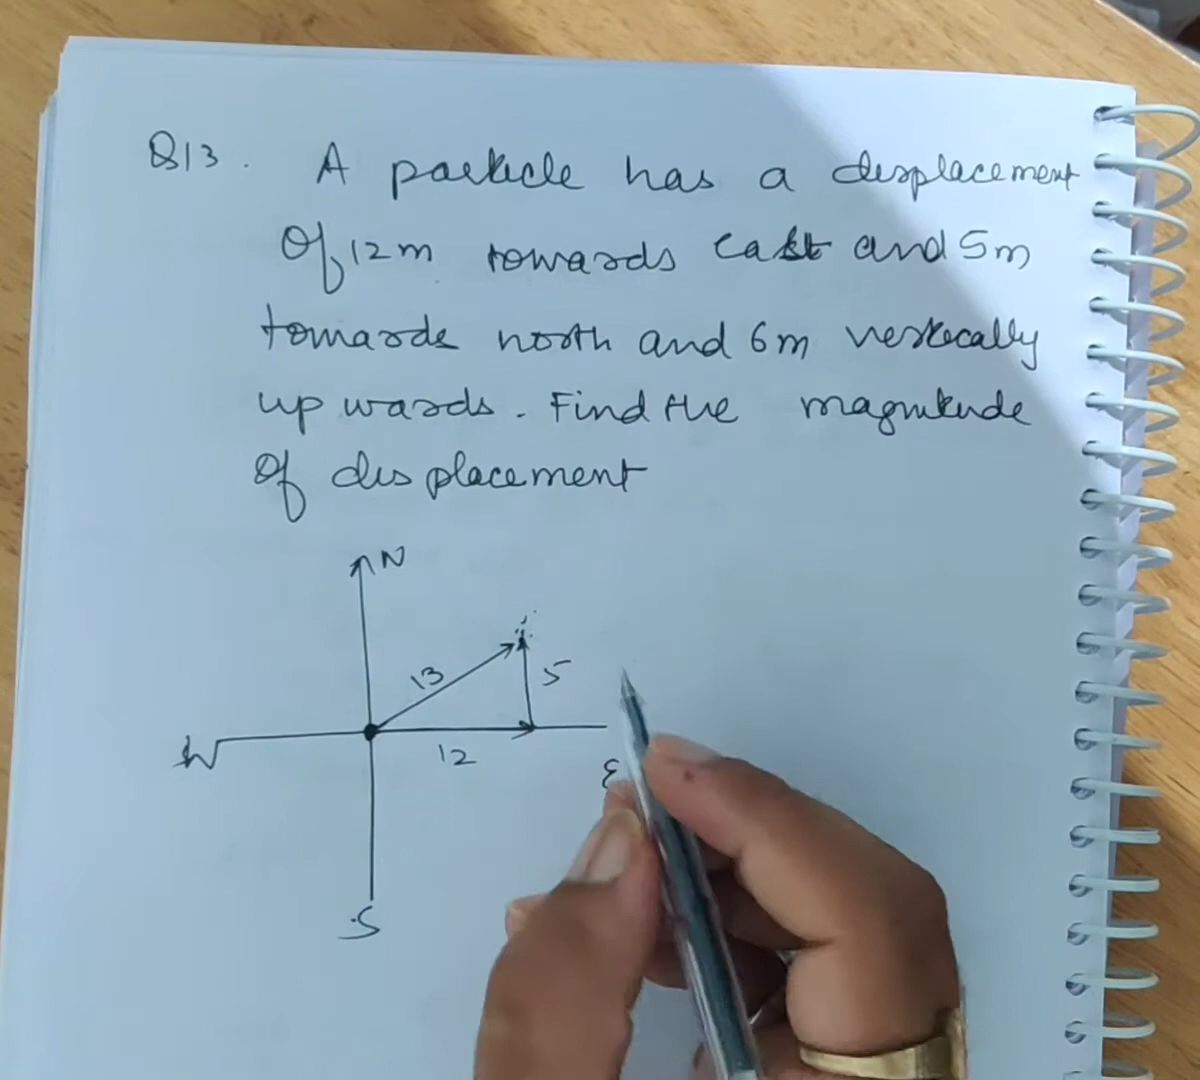 Q13. A particle has a displacement
Of 12m towards east and 5m
towards north and 6m vertically
upwards. Find the magnitude
of displacement
N
13
5
W
12
E
S